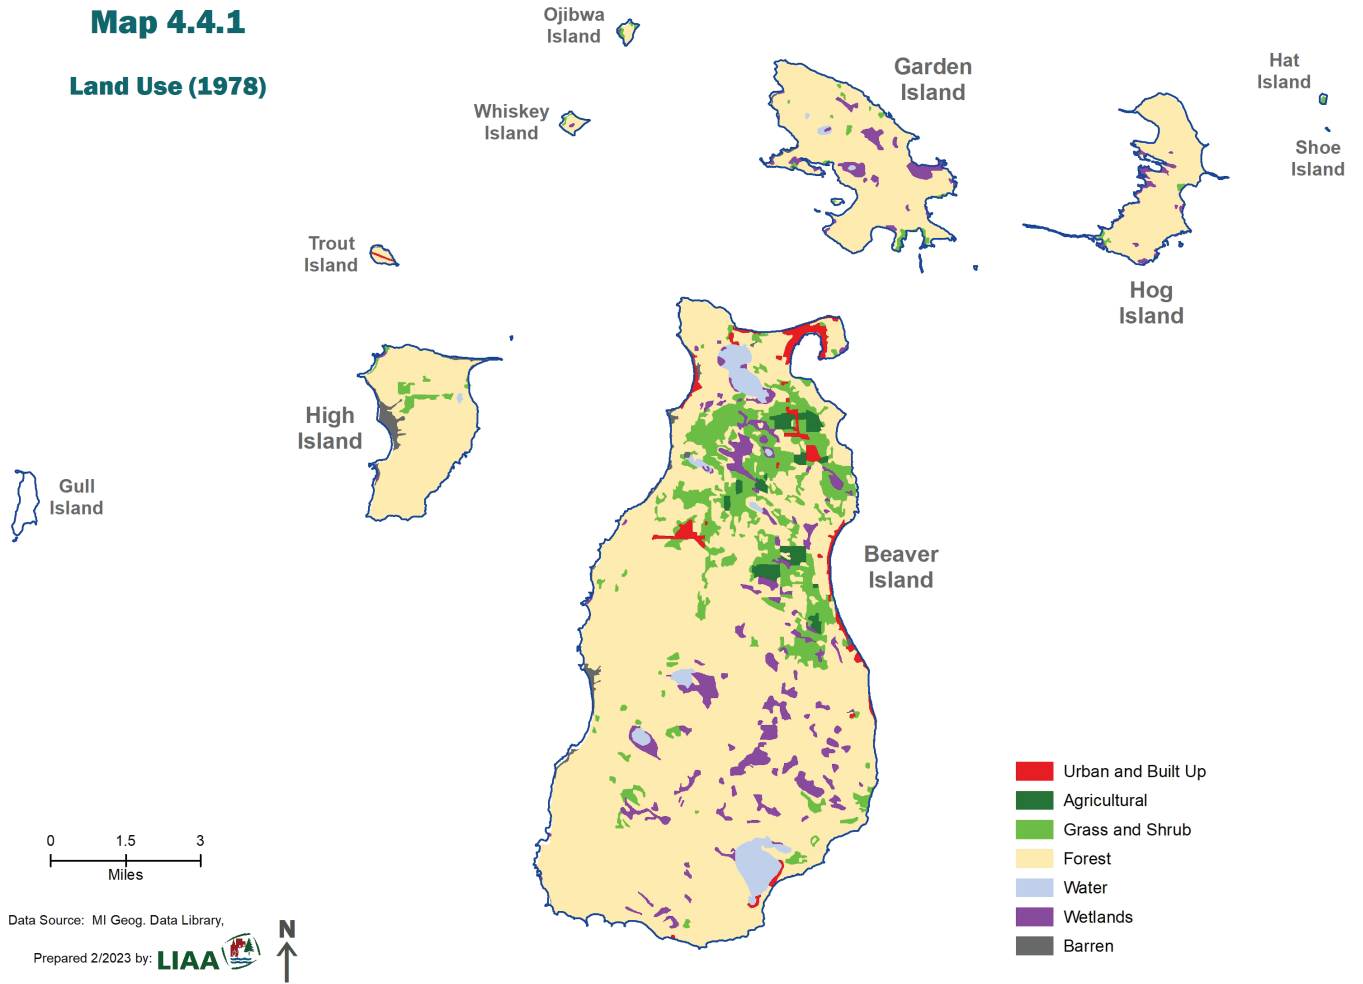 Map 4.4.1
Land Use (1978)
Ojibwa
Island
Whiskey
Island
Garden
Island
Hat
Island
Shoe
Island
Trout
Island
Hog
Island
High
Island
Gull
Island
Beaver
Island
Urban and Built Up
Agricultural
Grass and Shrub
Forest
Water
Wetlands
Barren
0 1.5 3
Miles
Data Source: MI Geog. Data Library,
Prepared 2/2023 by: LIAA
N